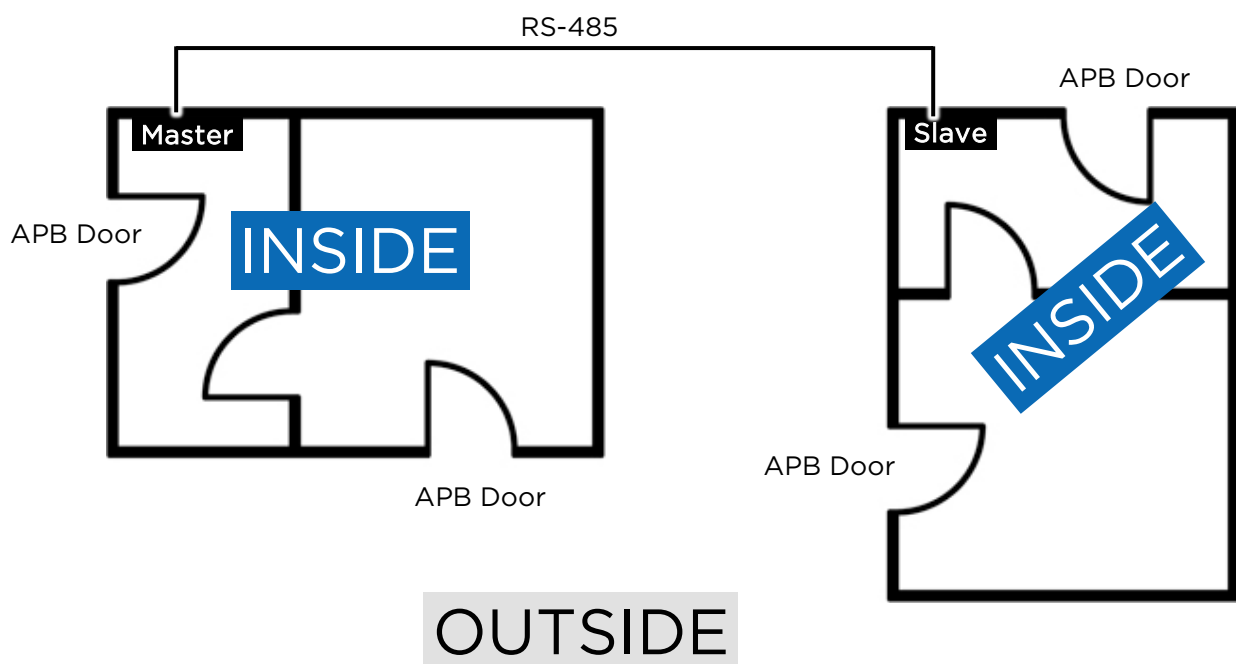 RS-485
APB Door
Master
Slave
APB Door
INSIDE
INSIDE
APB Door
APB Door
OUTSIDE